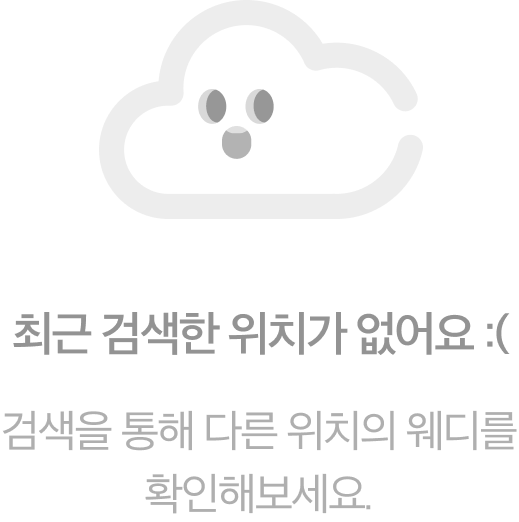 최근 검색한 위치가 없어요 :(
검색을 통해 다른 위치의 웨디를
확인해보세요.